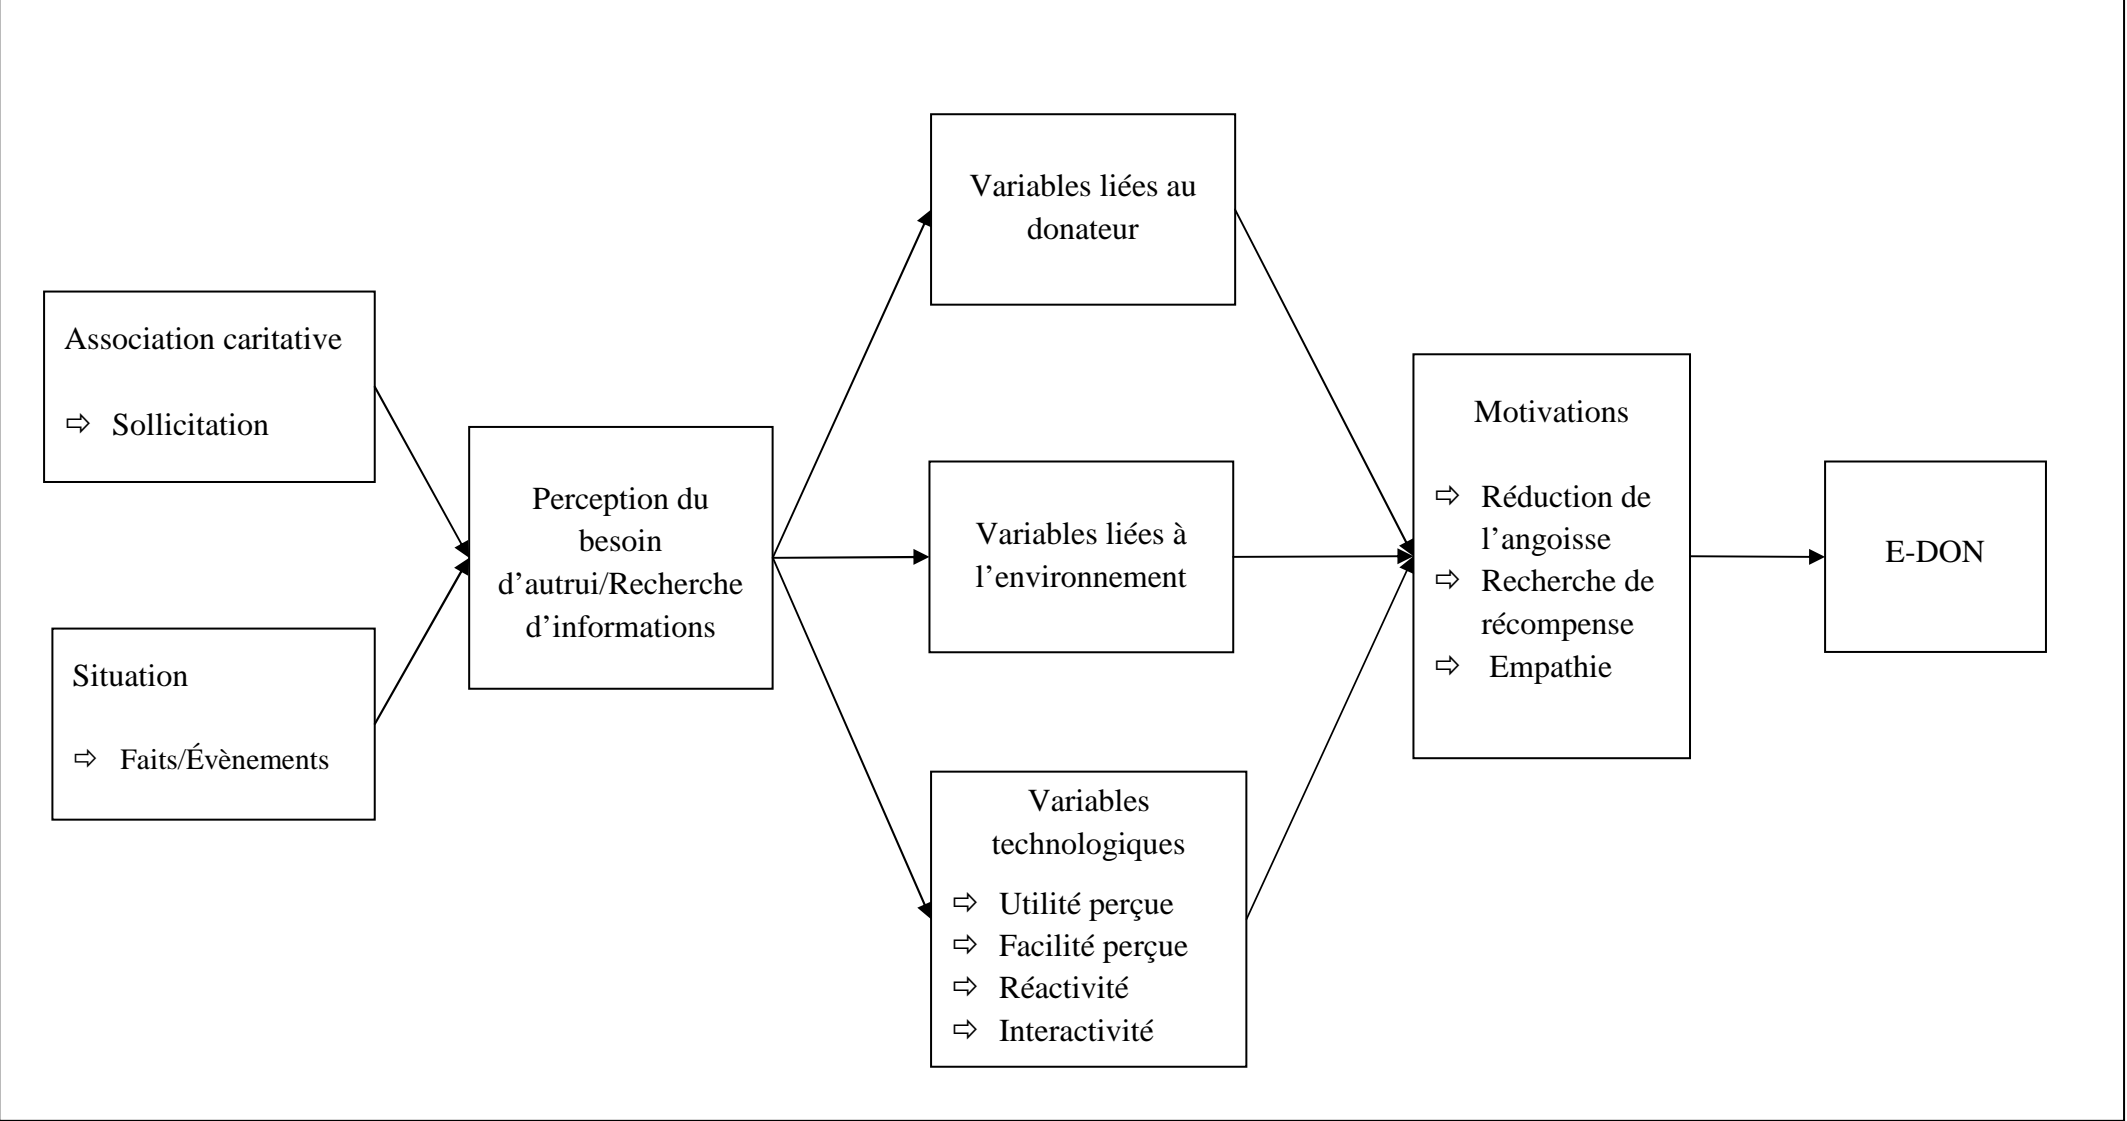 Association caritative
⇨ Sollicitation
Situation
⇨ Faits/Évènements
Perception du
besoin
d’autrui/Recherche
d’informations
Variables liées au
donateur
Variables liées à
l’environnement
Variables
technologiques
⇨ Utilité perçue
⇨ Facilité perçue
⇨ Réactivité
⇨ Interactivité
Motivations
⇨ Réduction de
l’angoisse
⇨ Recherche de
récompense
⇨ Empathie
E-DON